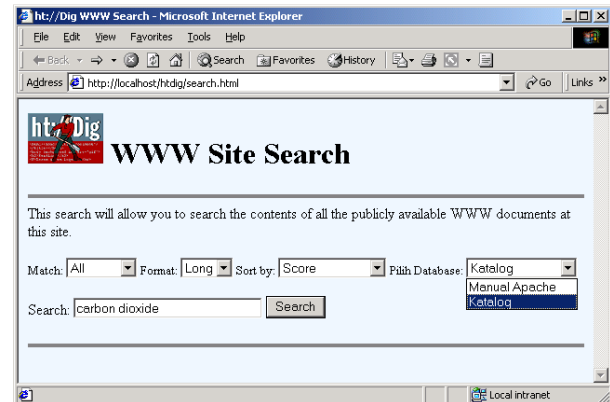 ht://Dig WWW Search - Microsoft Internet Explorer
File Edit View Favorites Tools Help
Back Search Favorites History
Address http://localhost/htdig/search.html Go Links »
ht://Dig WWW Site Search
This search will allow you to search the contents of all the publicly available WWW documents at
this site.
Match: All Format: Long Sort by: Score Pilih Database: Katalog
Manual Apache
Katalog
Search: carbon dioxide Search
Local intranet